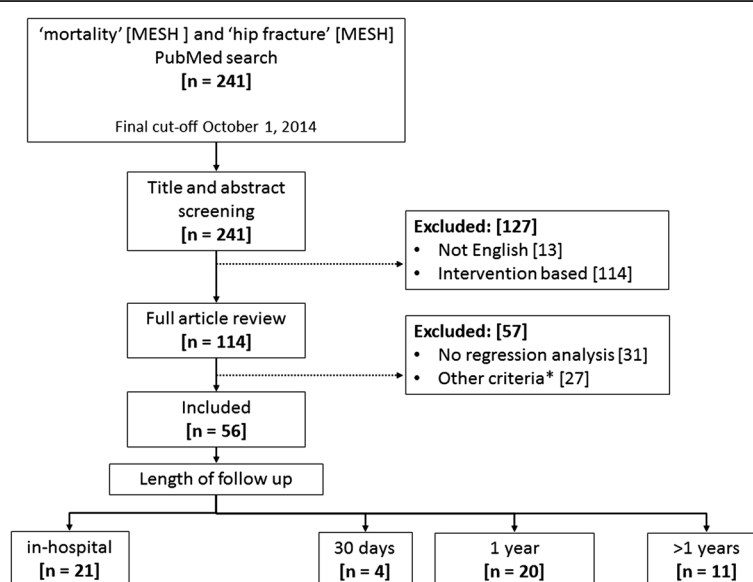 ‘mortality’ [MESH ] and ‘hip fracture’ [MESH]
PubMed search
[n = 241]
Final cut-off October 1, 2014
Title and abstract
screening
[n = 241]
Excluded: [127]
• Not English [13]
• Intervention based [114]
Full article review
[n = 114]
Excluded: [57]
• No regression analysis [31]
• Other criteria* [27]
Included
[n = 56]
Length of follow up
in-hospital
[n = 21]
30 days
[n = 4]
1 year
[n = 20]
>1 years
[n = 11]